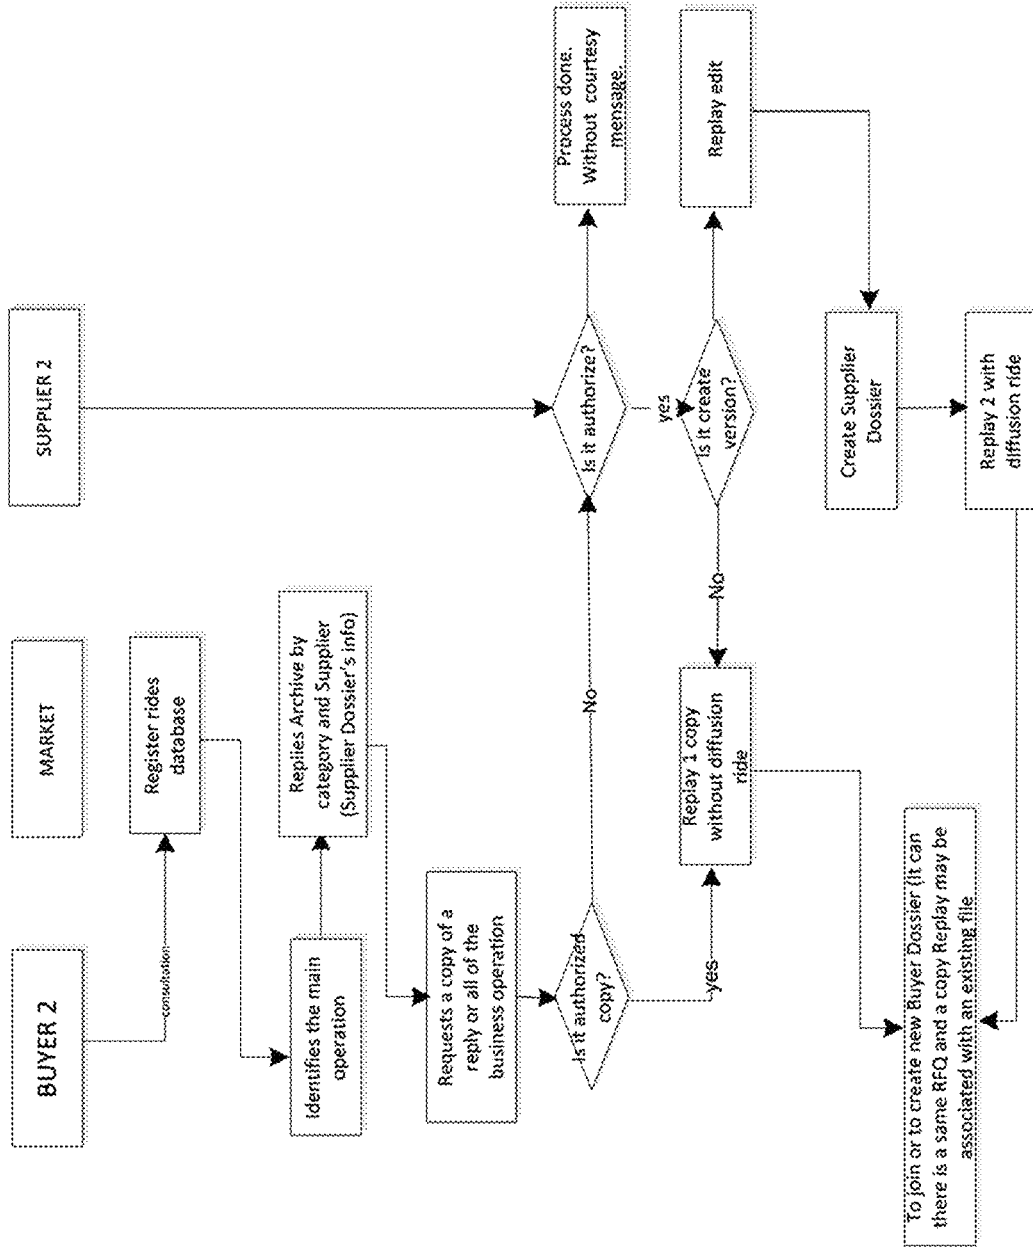 BUYER 2
MARKET
SUPPLIER 2
consultation
Register rides
database
Identifies the main
operation
Replies Archive by
category and Supplier
(Supplier Dossier's info)
Requests a copy of a
reply or all of the
business operation
Is it authorized
copy?
No
Is it authorize?
Process done.
Without courtesy
mensage.
yes
yes
Replay 1 copy
without diffusion
ride
No
Is it create
version?
Replay edit
Create Supplier
Dossier
To join or to create new Buyer Dossier (It can
there is a same RFQ and a copy Replay may be
associated with an existing file
Replay 2 with
diffusion ride